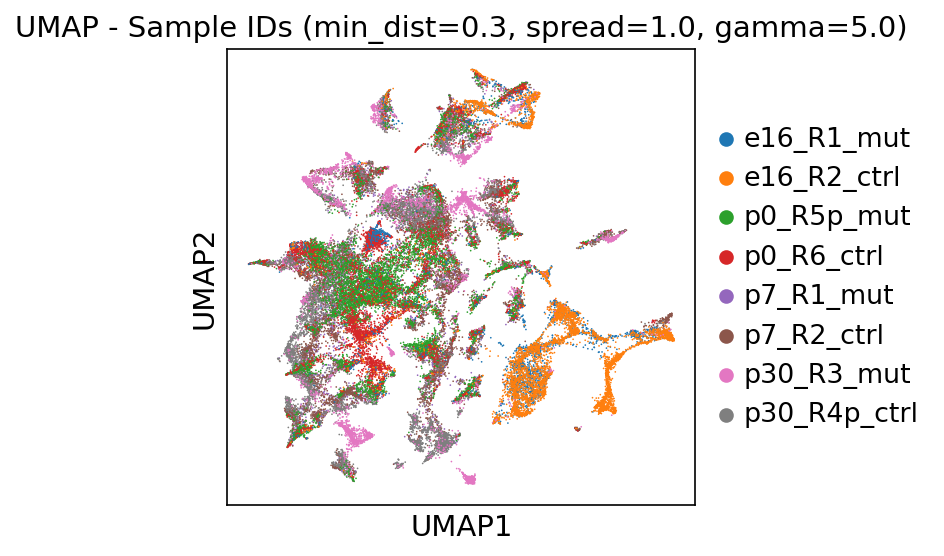 UMAP - Sample IDs (min_dist=0.3, spread=1.0, gamma=5.0)
e16_R1_mut
e16_R2_ctrl
p0_R5p_mut
p0_R6_ctrl
p7_R1_mut
p7_R2_ctrl
p30_R3_mut
p30_R4p_ctrl
UMAP2
UMAP1